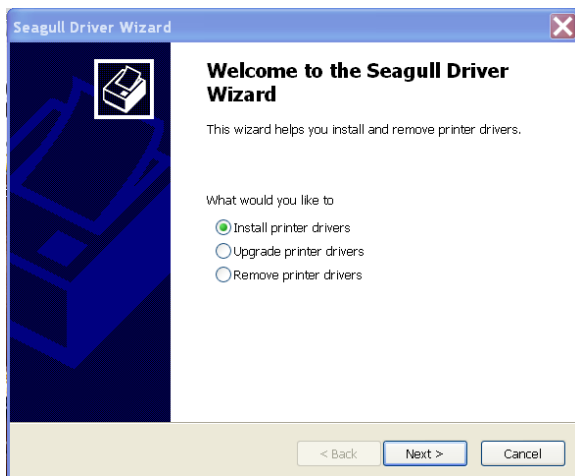 Seagull Driver Wizard
Welcome to the Seagull Driver
Wizard
This wizard helps you install and remove printer drivers.
What would you like to
Install printer drivers
Upgrade printer drivers
Remove printer drivers
< Back Next > Cancel